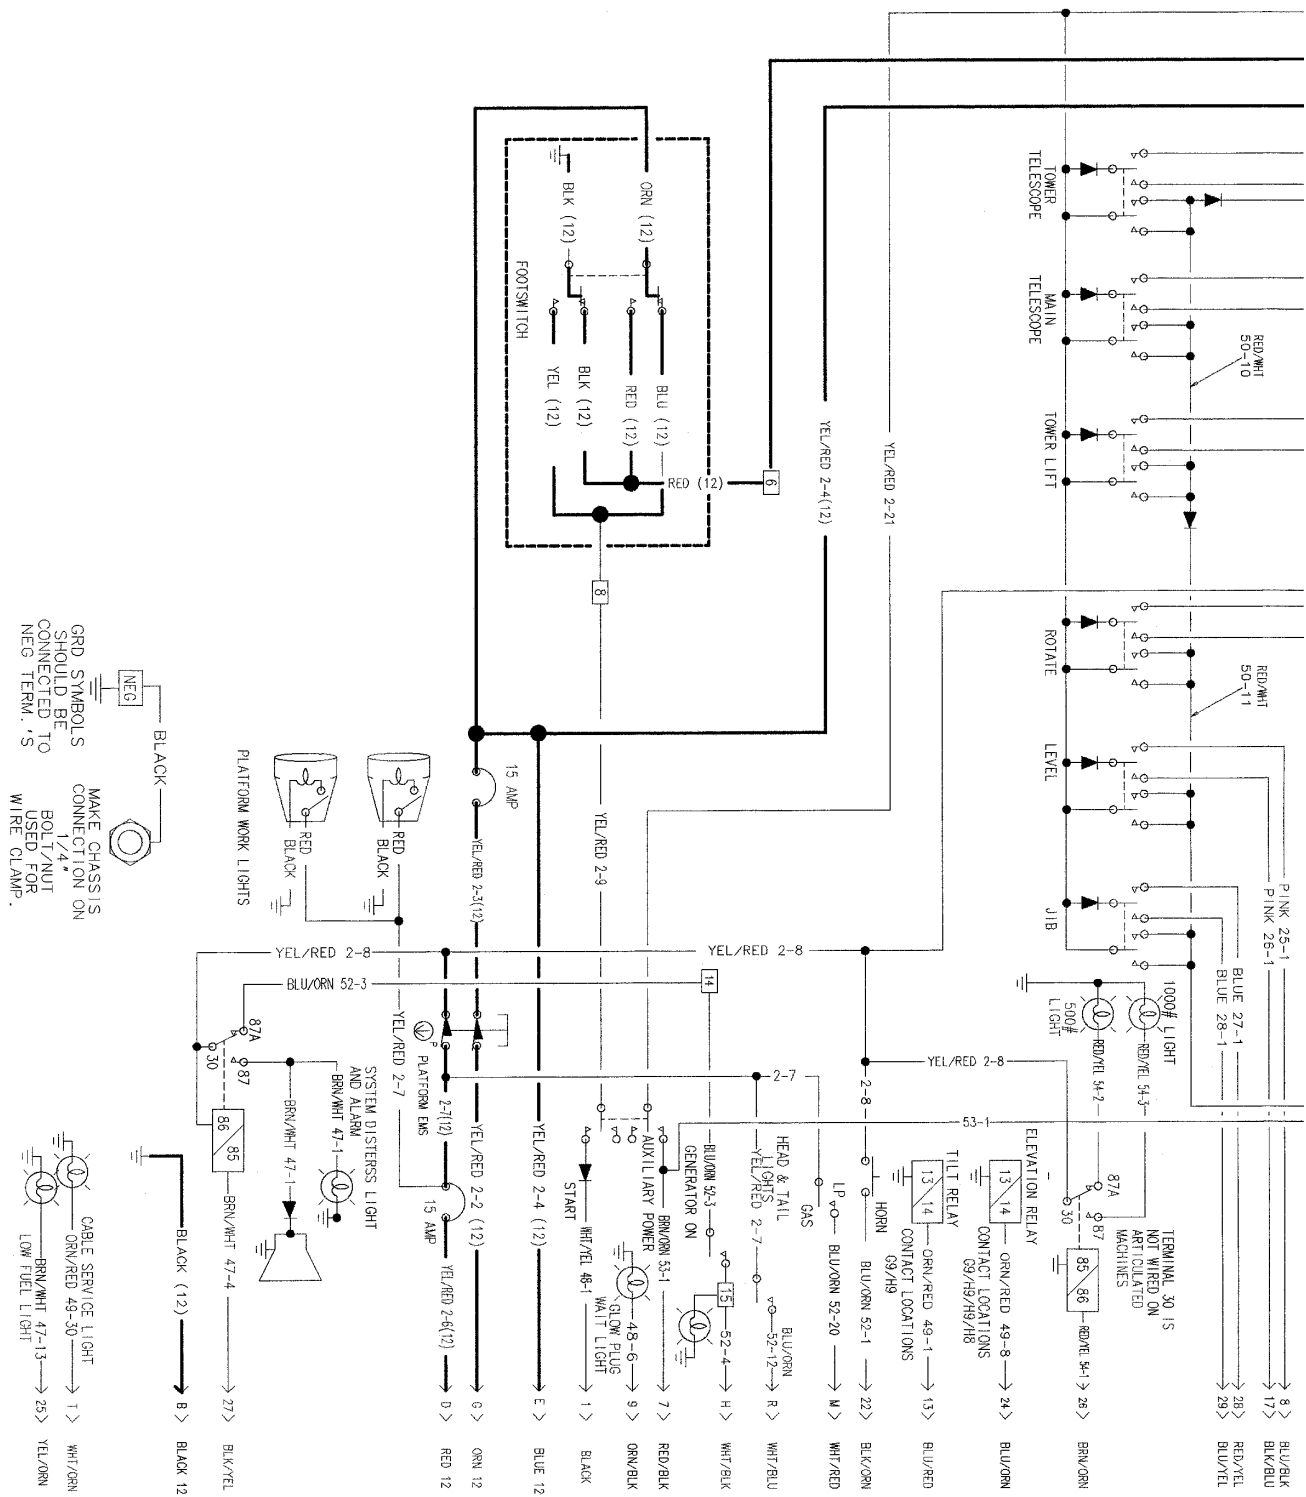 TOWER
TELESCOPE
MAIN
TELESCOPE
RED/WHT
50-10
TOWER LIFT
ROTATE
RED/WHT
50-11
LEVEL
JIB
PINK 25-1
PINK 26-1
BLUE 27-1
BLUE 28-1
1000# LIGHT
500#
LIGHT
RED/YEL 54-3
RED/YEL 54-2
YEL/RED 2-21
YEL/RED 2-4(12)
ORN (12)
BLK (12)
FOOTSWITCH
BLU (12)
RED (12)
BLK (12)
YEL (12)
RED (12)
6
8
15 AMP
YEL/RED 2-3(12)
YEL/RED 2-9
PLATFORM WORK LIGHTS
RED
BLACK
RED
BLACK
NEG
BLACK
GRD SYMBOLS
SHOULD BE
CONNECTED TO
NEG TERM.'S
MAKE CHASSIS
CONNECTION ON
1/4"
BOLT/NUT
USED FOR
WIRE CLAMP.
YEL/RED 2-8
YEL/RED 2-8
BLU/ORN 52-3
14
YEL/RED 2-7
87A
30
87
86
85
BRN/WHT 47-1
BRN/WHT 47-1
SYSTEM DISTERSS LIGHT
AND ALARM
P
PLATFORM EMS
2-7(12)
15 AMP
YEL/RED 2-6(12)
YEL/RED 2-2 (12)
YEL/RED 2-4 (12)
START
WHT/YEL 48-1
AUXILIARY POWER
GLOW PLUG
WAIT LIGHT
48-6
BRN/ORN 53-1
53-1
BLU/ORN 52-3
GENERATOR ON
15
52-4
2-7
HEAD & TAIL
LIGHTS
YEL/RED 2-7
BLU/ORN
52-12
GAS
LP
BLU/ORN 52-20
2-8
HORN
BLU/ORN 52-1
YEL/RED 2-8
TILT RELAY
13
14
ORN/RED 49-1
CONTACT LOCATIONS
G9/H9
ELEVATION RELAY
13
14
ORN/RED 49-8
CONTACT LOCATIONS
G9/H9/H9/H8
30
87A
87
85
86
RED/YEL 54-1
TERMINAL 30 IS
NOT WIRED ON
ARTICULATED
MACHINES
BRN/WHT 47-4
BLACK (12)
CABLE SERVICE LIGHT
ORN/RED 49-30
BRN/WHT 47-13
LOW FUEL LIGHT
8 BLU/BLK
17 BLK/BLU
28 RED/YEL
29 BLU/YEL
26 BRN/ORN
24 BLU/ORN
13 BLU/RED
22 BLK/ORN
M WHT/RED
R WHT/BLU
H WHT/BLK
7 RED/BLK
9 ORN/BLK
1 BLACK
E BLUE 12
G ORN 12
D RED 12
27 BLK/YEL
B BLACK 12
T WHT/ORN
25 YEL/ORN